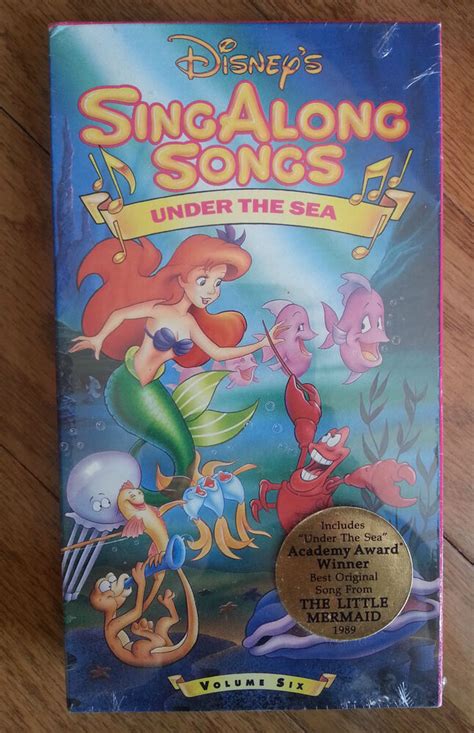 Disney's
Sing Along
Songs
UNDER THE SEA
Includes
"Under The Sea"
Academy Award®
Winner
Best Original
Song From
THE LITTLE
MERMAID
1989
VOLUME SIX